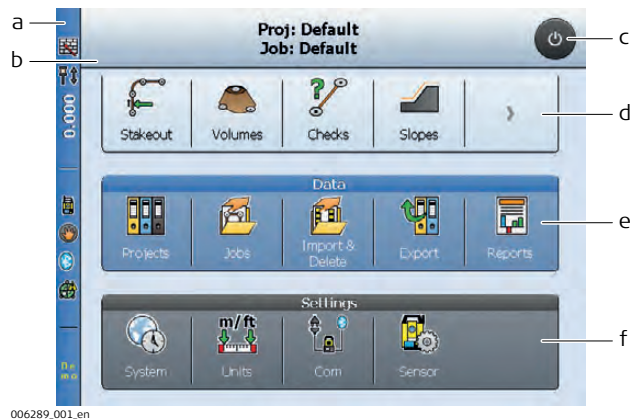 a
b
c
d
e
f
Proj: Default
Job: Default
0.000
Stakeout
Volumes
Checks
Slopes
Data
Projects
Jobs
Import &
Delete
Export
Reports
Settings
m/ft
System
Units
Com
Sensor
De
mo
006289_001_en